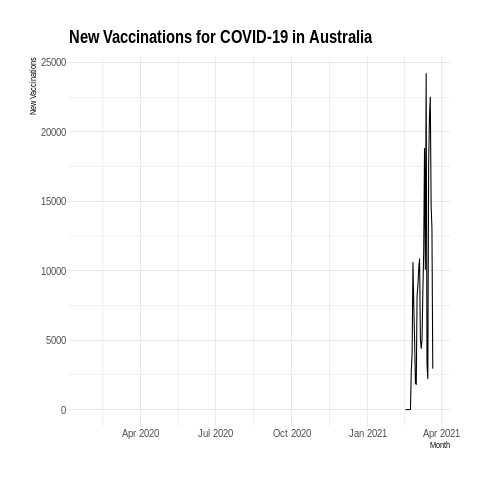 New Vaccinations for COVID-19 in Australia
New Vaccinations
25000
20000
15000
10000
5000
0
Apr 2020 Jul 2020 Oct 2020 Jan 2021 Apr 2021
Month